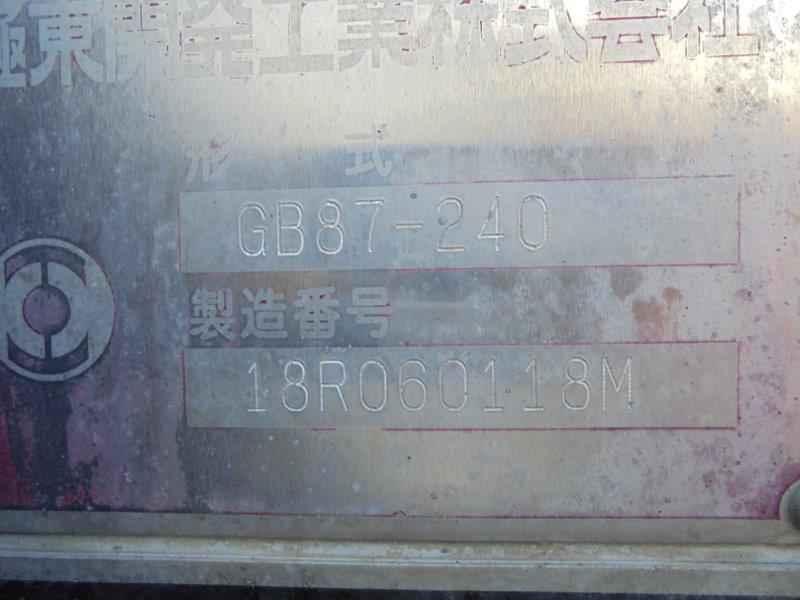 極東開発工業株式会社
形式
GB87-240
製造番号
18R060118M